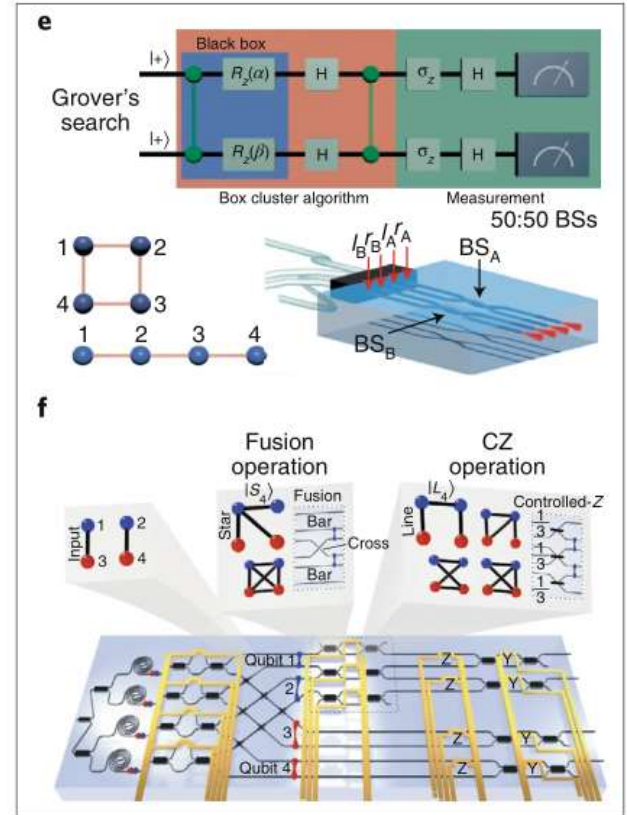 e
Black box
|+⟩ R_z(α) H σ_z H
Grover's
search
|+⟩ R_z(β) H σ_z H
Box cluster algorithm Measurement
50:50 BSs
l_B r_B l_A r_A
BS_A
BS_B
1 2
4 3
1 2 3 4
f
Fusion
operation
CZ
operation
Input
1 2
3 4
|S_4⟩
Star
Fusion
Bar
Cross
Bar
|L_4⟩
Line
Controlled-Z
1
3
1
3
1
3
Qubit 1
2
3
Qubit 4
Z Y
Z Y
Z Y
Z Y